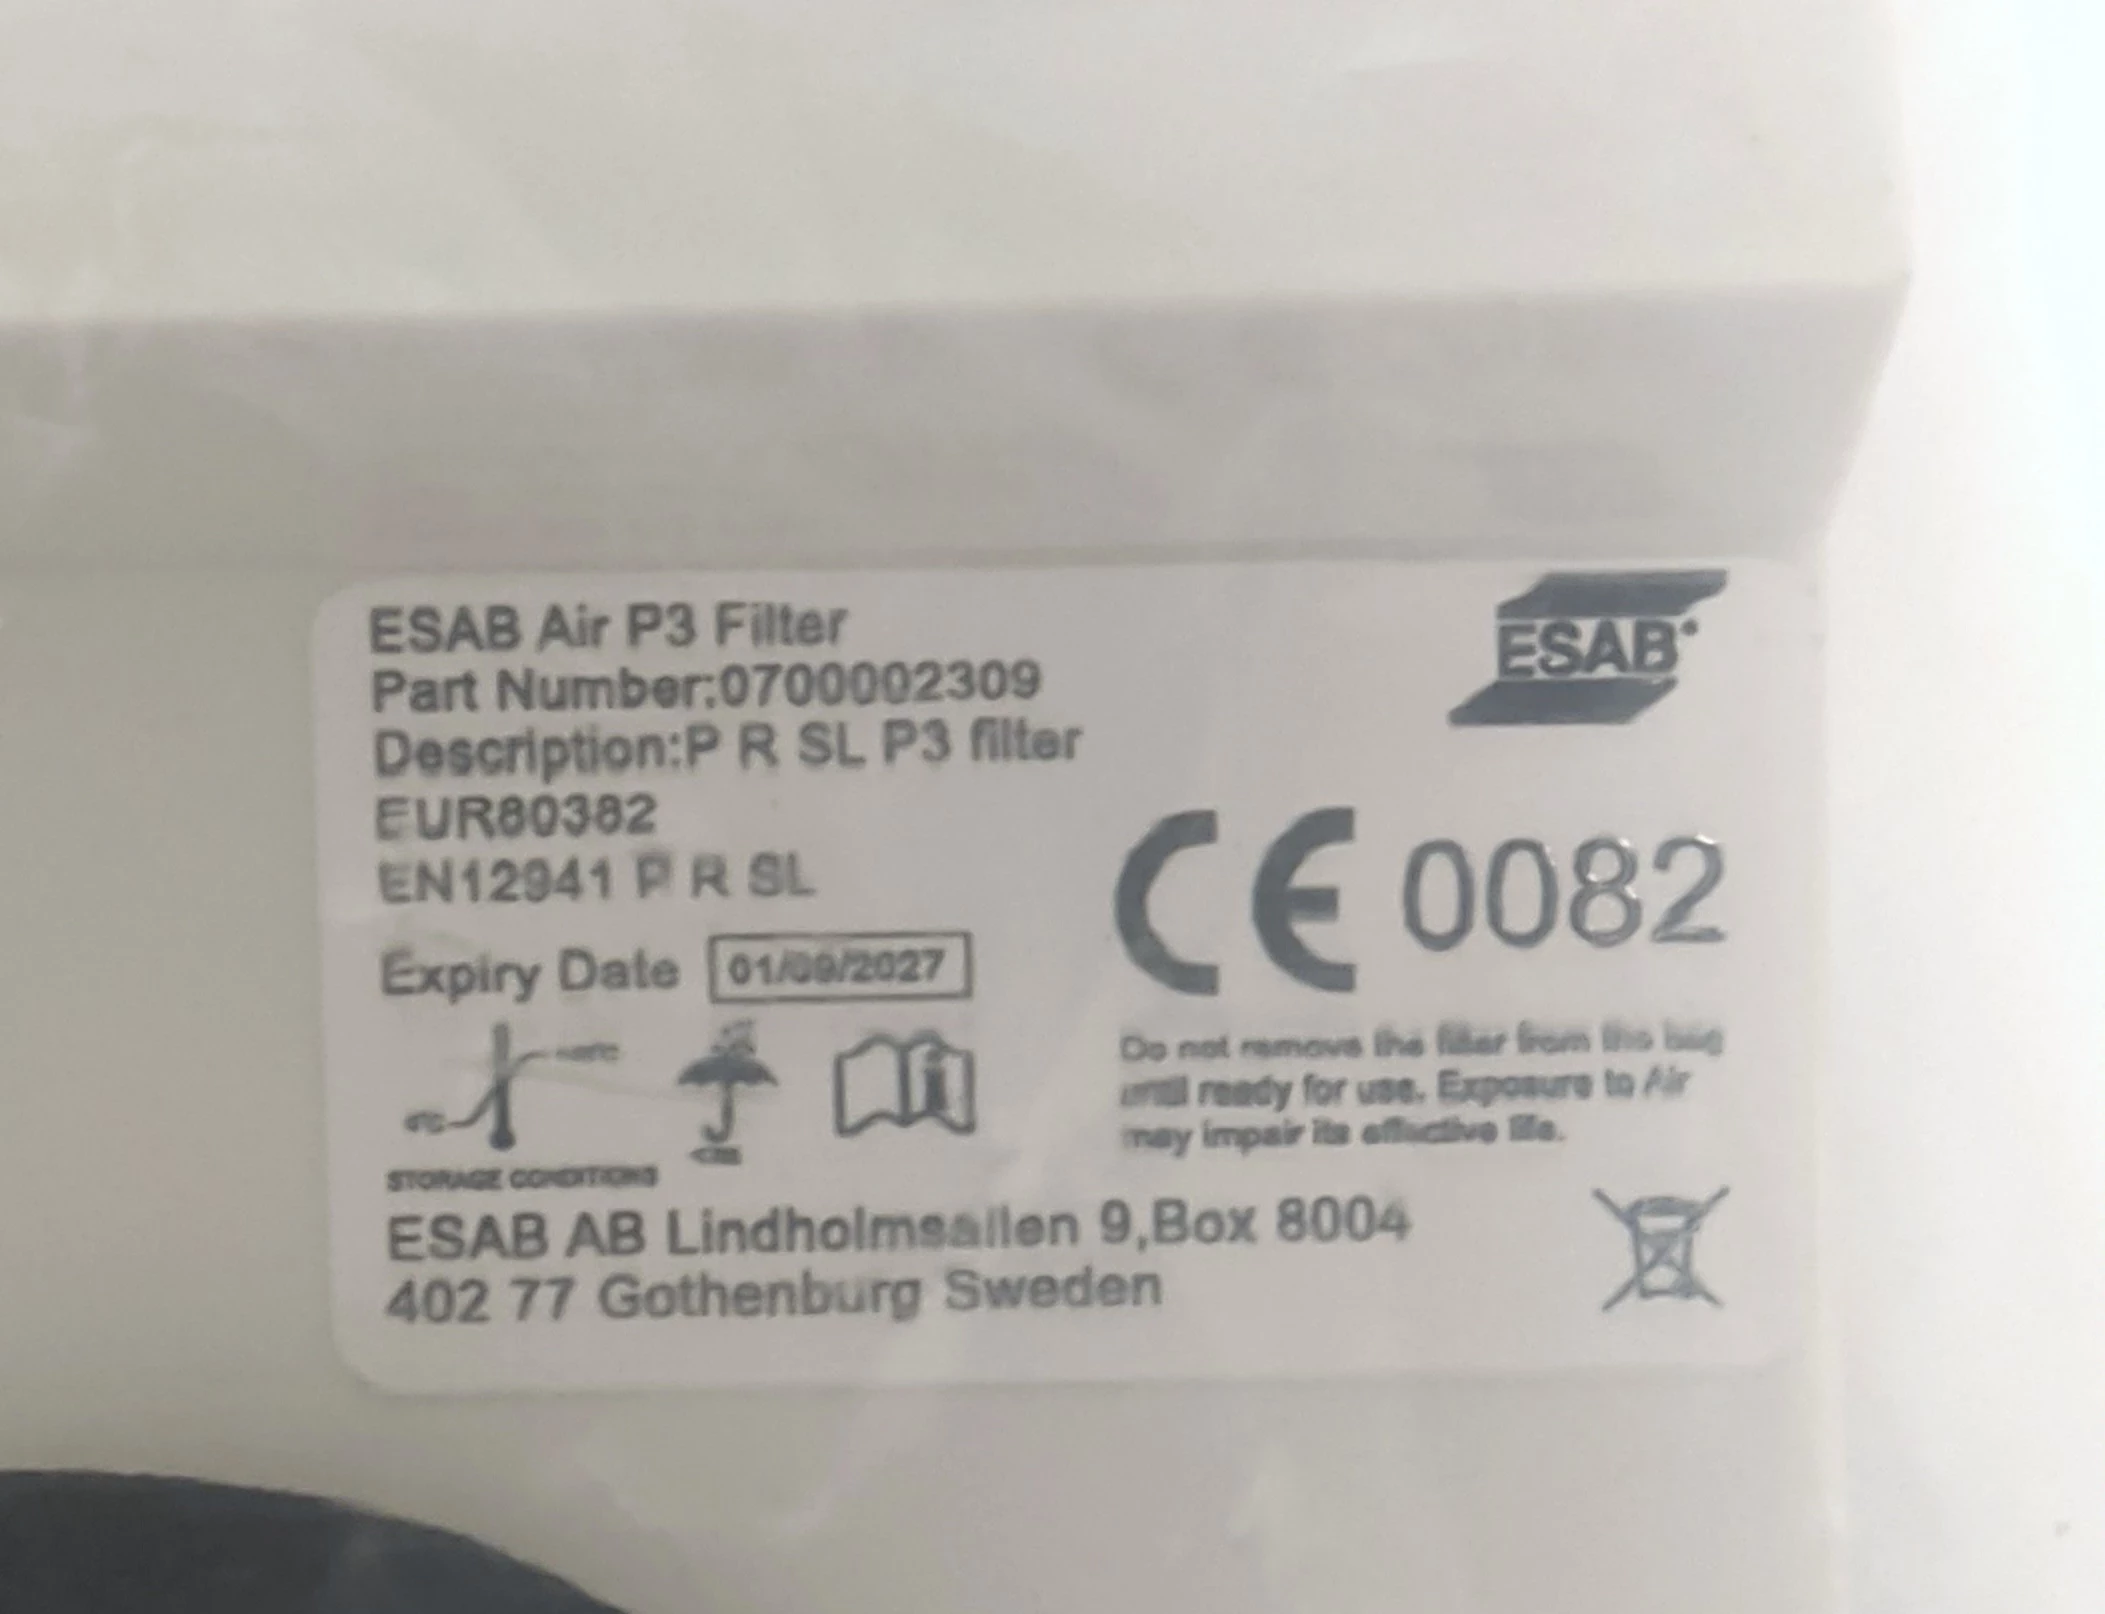 ESAB Air P3 Filter
Part Number:0700002309
Description:P R SL P3 filter
EUR80382
EN12941 P R SL
Expiry Date 01/09/2027
ESAB
CE 0082
Do not remove the filter from the bag
until ready for use. Exposure to Air
may impair its effective life.
STORAGE CONDITIONS
ESAB AB Lindholmsallen 9,Box 8004
402 77 Gothenburg Sweden